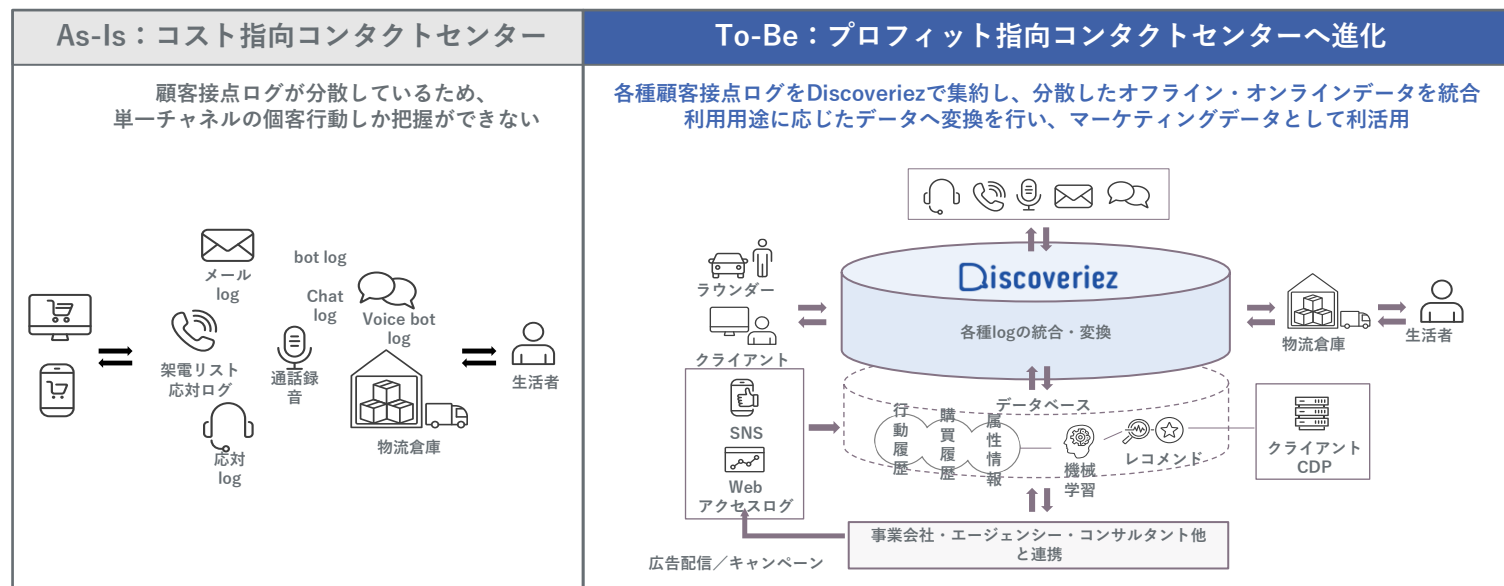 As-Is：コスト指向コンタクトセンター
顧客接点ログが分散しているため、
単一チャネルの個客行動しか把握ができない
メール
log
bot log
Chat
log
Voice bot
log
架電リスト
応対ログ
通話録
音
応対
log
物流倉庫
生活者
To-Be：プロフィット指向コンタクトセンターへ進化
各種顧客接点ログをDiscoveriezで集約し、分散したオフライン・オンラインデータを統合
利用用途に応じたデータへ変換を行い、マーケティングデータとして利活用
ラウンダー
クライアント
Discoveriez
各種logの統合・変換
物流倉庫
生活者
SNS
Web
アクセスログ
データベース
行動履歴
購買履歴
属性情報
機械
学習
レコメンド
クライアント
CDP
事業会社・エージェンシー・コンサルタント他
と連携
広告配信／キャンペーン